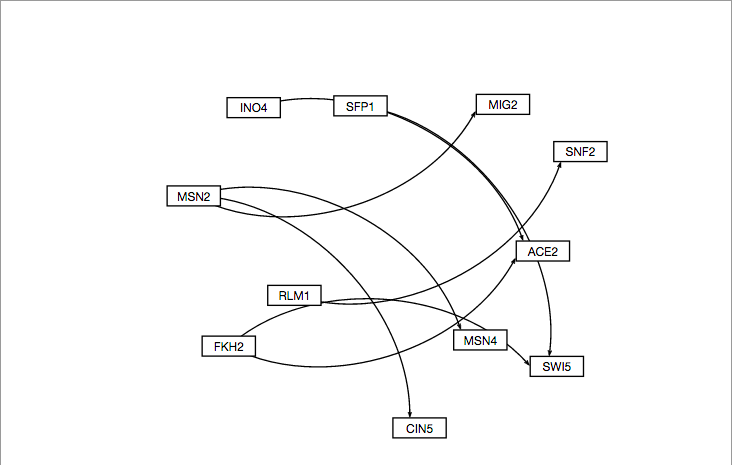 INO4
SFP1
MIG2
SNF2
MSN2
ACE2
RLM1
FKH2
MSN4
SWI5
CIN5